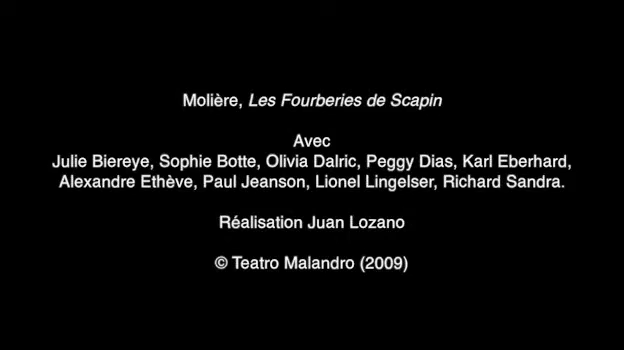 Molière, Les Fourberies de Scapin
Avec
Julie Biereye, Sophie Botte, Olivia Dalric, Peggy Dias, Karl Eberhard,
Alexandre Ethève, Paul Jeanson, Lionel Lingelser, Richard Sandra.
Réalisation Juan Lozano
© Teatro Malandro (2009)